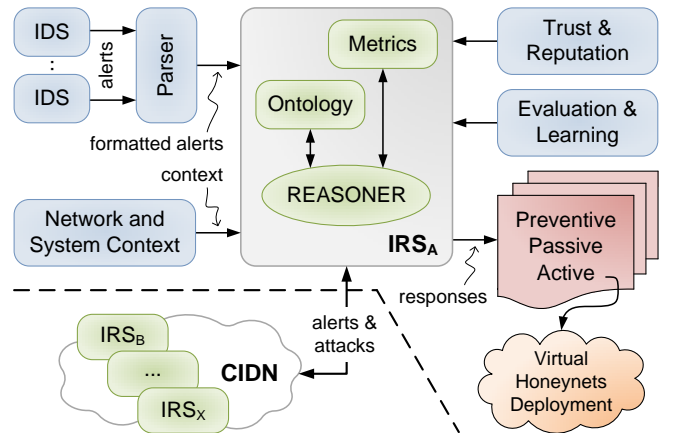 IDS
:
IDS
alerts
Parser
formatted alerts
context
Network and
System Context
Metrics
Ontology
REASONER
IRSA
Trust &
Reputation
Evaluation &
Learning
Preventive
Passive
Active
responses
alerts &
attacks
IRSB
...
IRSX
CIDN
Virtual
Honeynets
Deployment